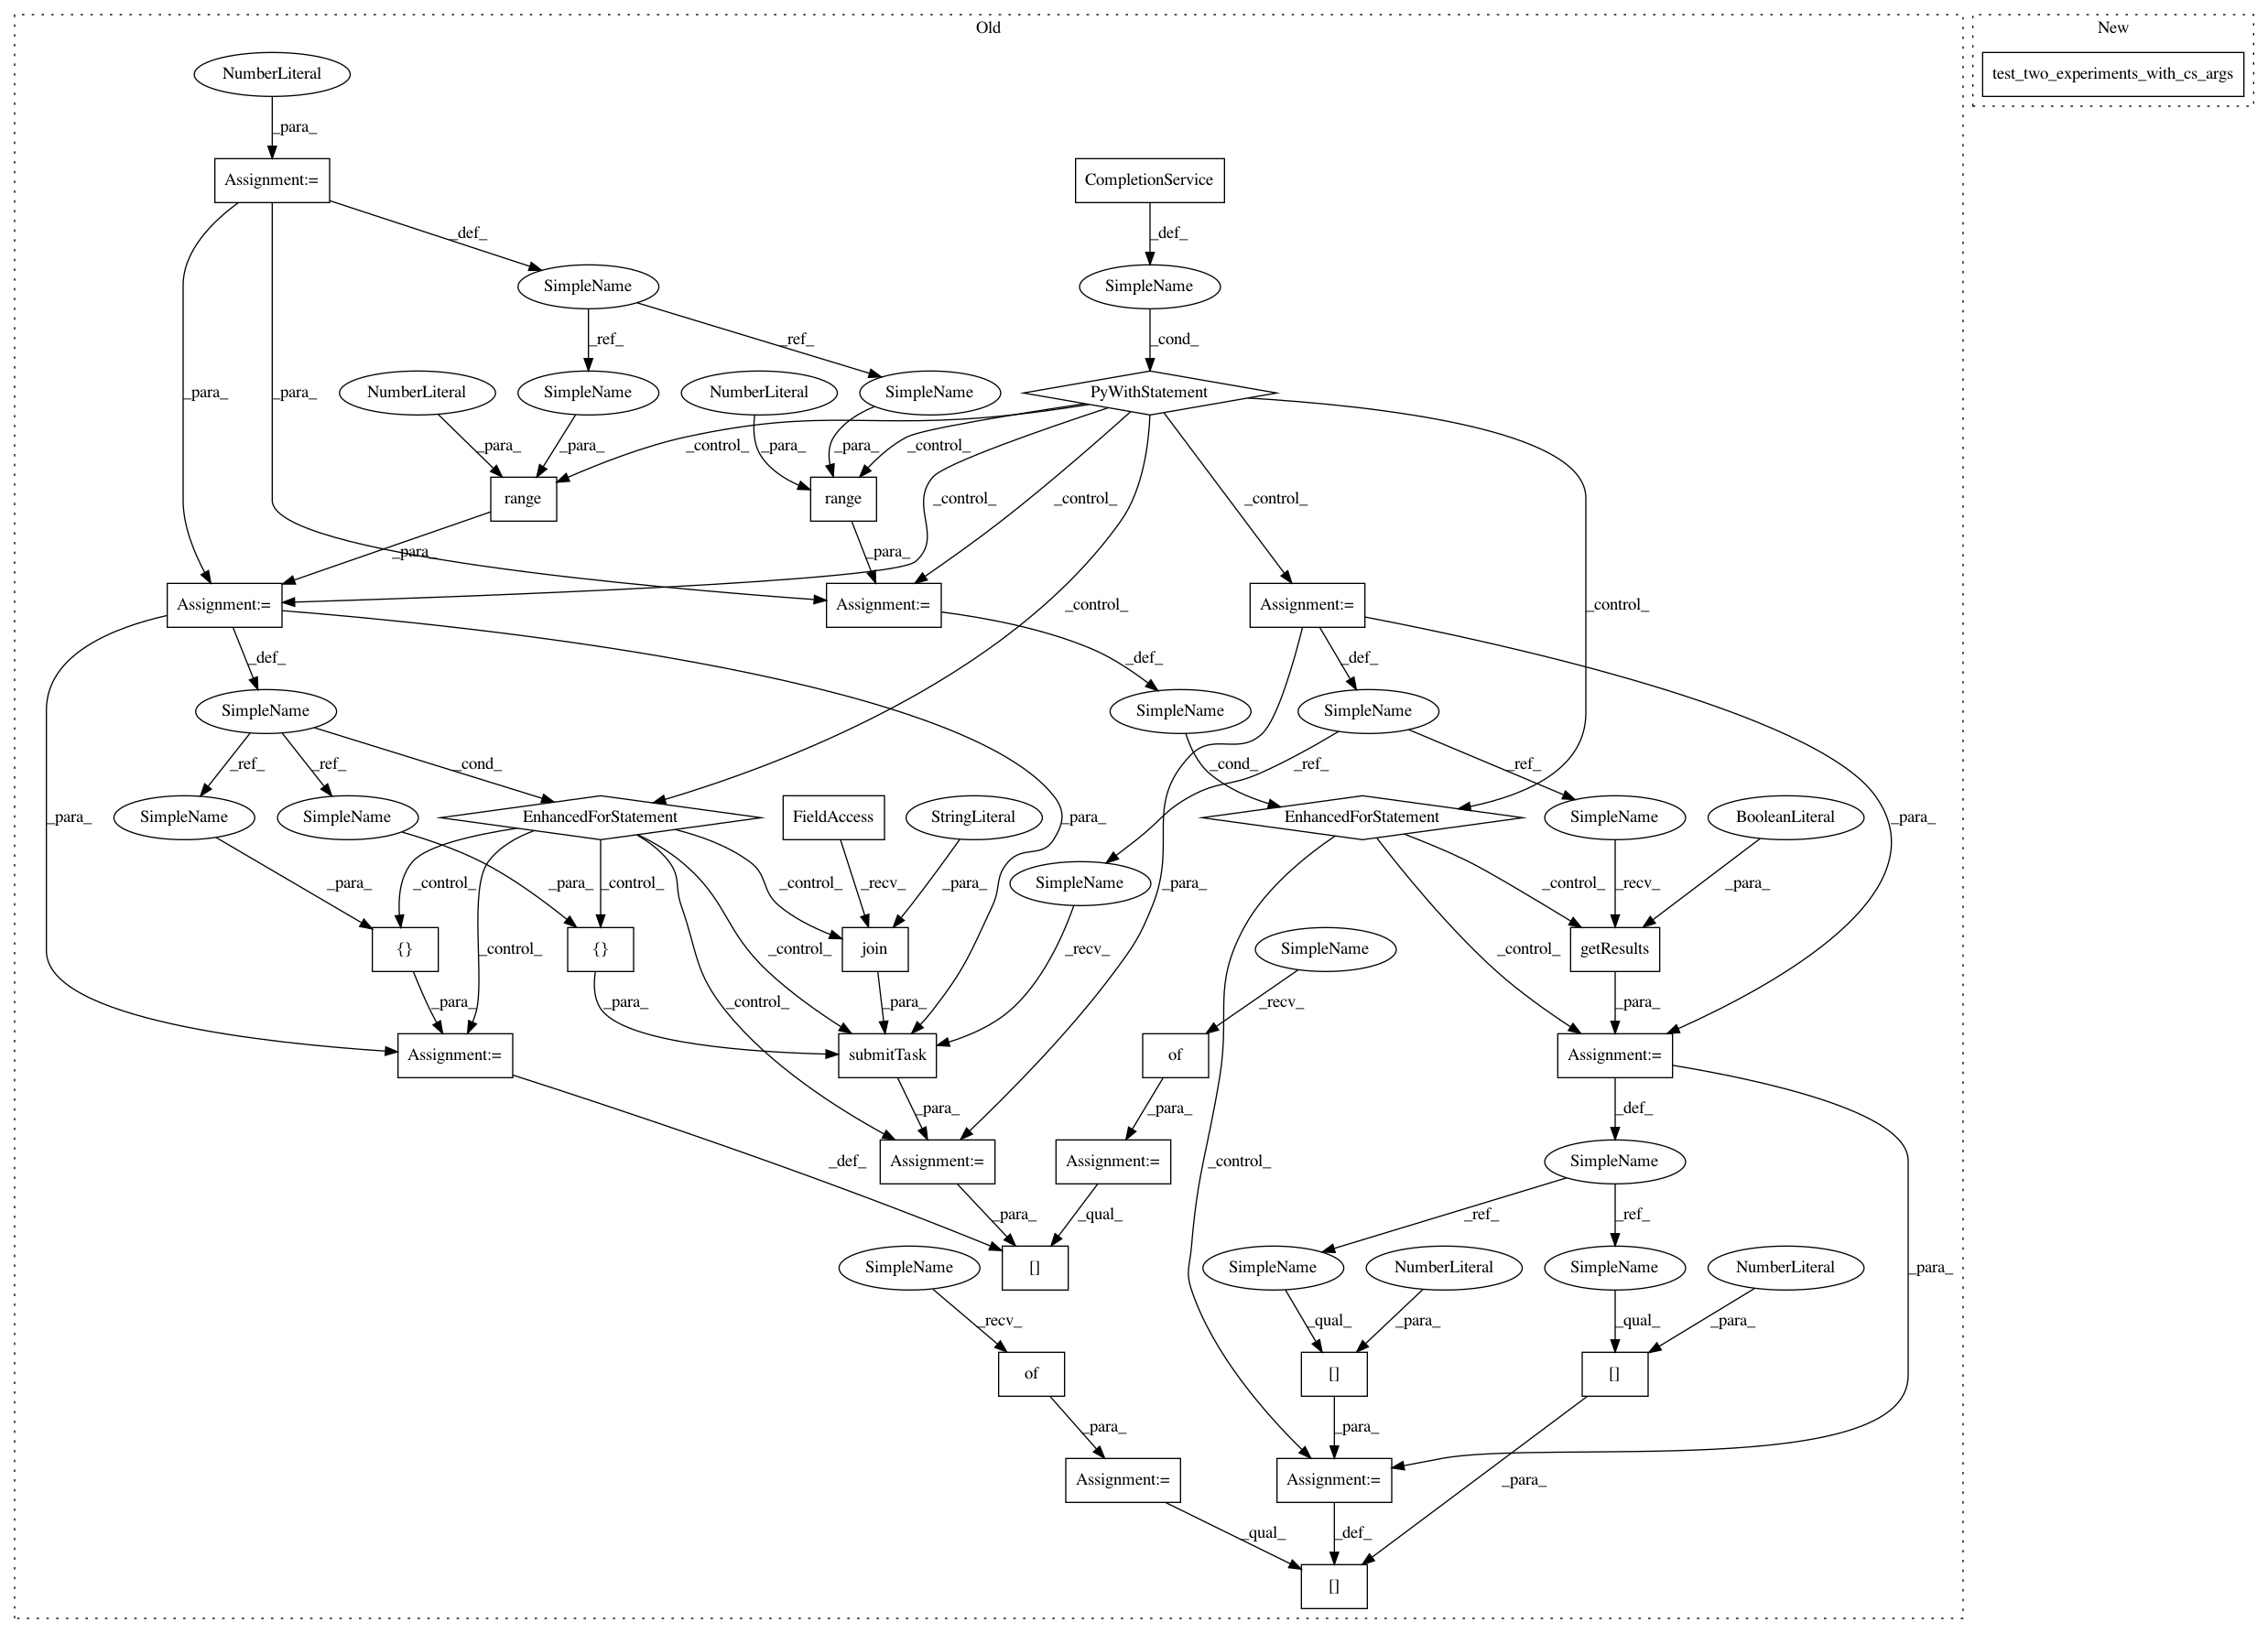 Old
New
NumberLiteral
test_two_experiments_with_cs_args
_para_
Assignment:=
CompletionService
_def_
_def_
SimpleName
SimpleName
_para_
_para_
_ref_
_ref_
_cond_
NumberLiteral
SimpleName
NumberLiteral
SimpleName
PyWithStatement
_para_
_para_
_control_
_para_
_para_
_control_
range
range
_control_
_control_
_control_
_para_
_para_
Assignment:=
Assignment:=
Assignment:=
_control_
_control_
_def_
_def_
_def_
SimpleName
SimpleName
SimpleName
_ref_
_ref_
_cond_
_cond_
_ref_
_ref_
SimpleName
SimpleName
EnhancedForStatement
FieldAccess
StringLiteral
EnhancedForStatement
SimpleName
BooleanLiteral
_para_
_para_
_para_
_para_
_control_
_para_
_control_
_control_
_recv_
_para_
SimpleName
_para_
_control_
_recv_
_para_
{}
_control_
{}
_control_
join
_recv_
SimpleName
_control_
getResults
_para_
_para_
_control_
_para_
_recv_
_para_
Assignment:=
submitTask
of
Assignment:=
_para_
_para_
_def_
_def_
Assignment:=
Assignment:=
_control_
SimpleName
_para_
_qual_
_ref_
_ref_
SimpleName
[]
SimpleName
NumberLiteral
SimpleName
NumberLiteral
_para_
_recv_
_qual_
_para_
_qual_
_para_
of
[]
[]
_para_
_para_
Assignment:=
Assignment:=
_para_
_qual_
_def_
[]